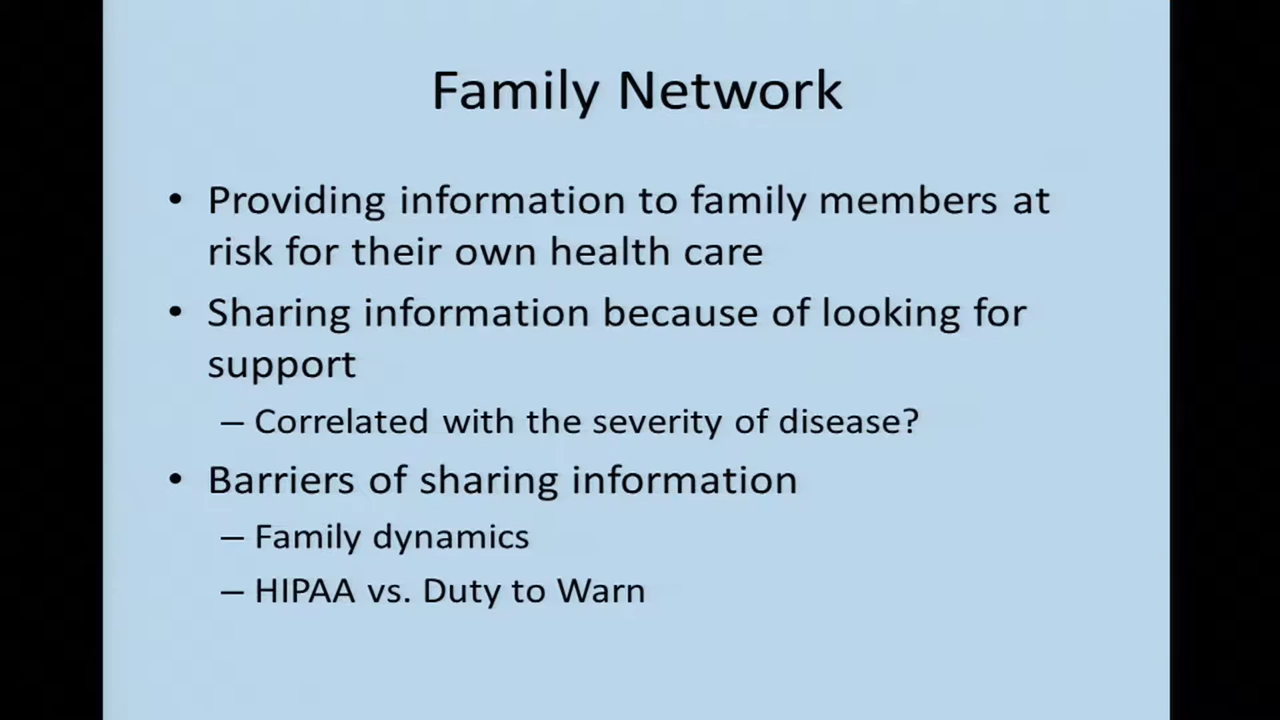 Family Network
• Providing information to family members at
risk for their own health care
• Sharing information because of looking for
support
– Correlated with the severity of disease?
• Barriers of sharing information
– Family dynamics
– HIPAA vs. Duty to Warn